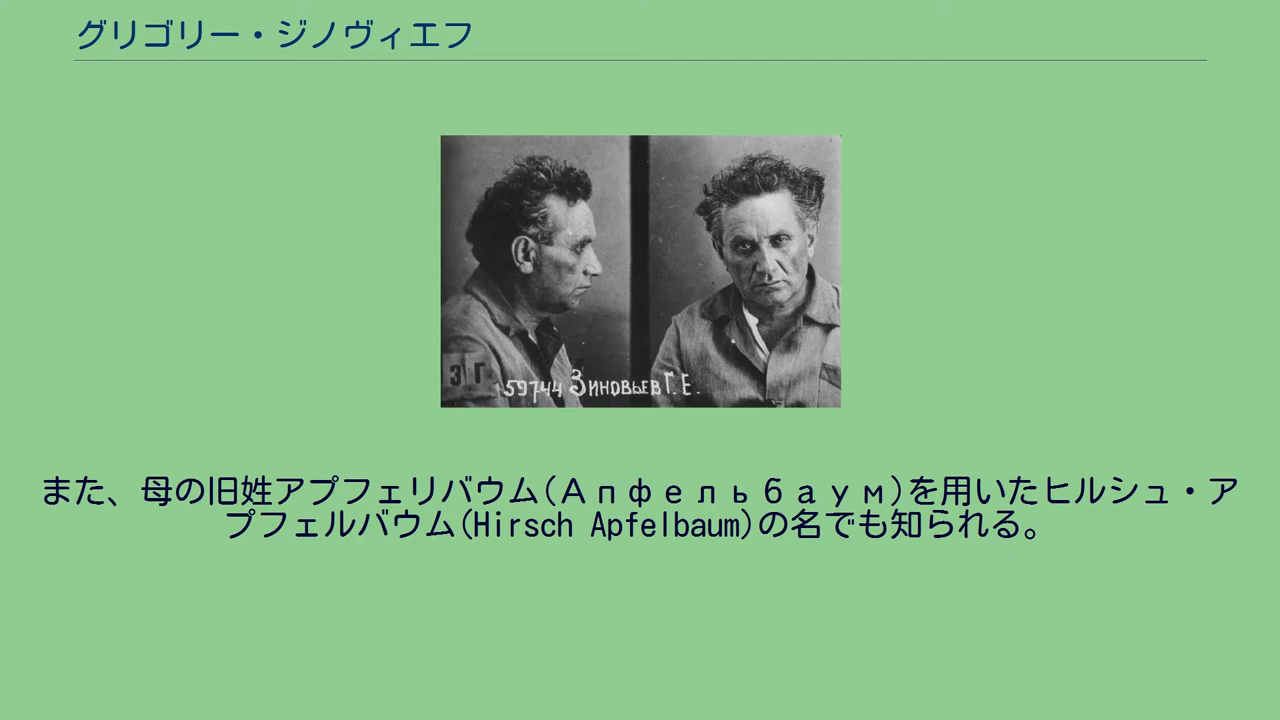 グリゴリー・ジノヴィエフ
ЗГ
59744 Зиновьев Г.Е.
また、母の旧姓アプフェリバウム(Апфельбаум)を用いたヒルシュ・ア
プフェルバウム(Hirsch Apfelbaum)の名でも知られる。